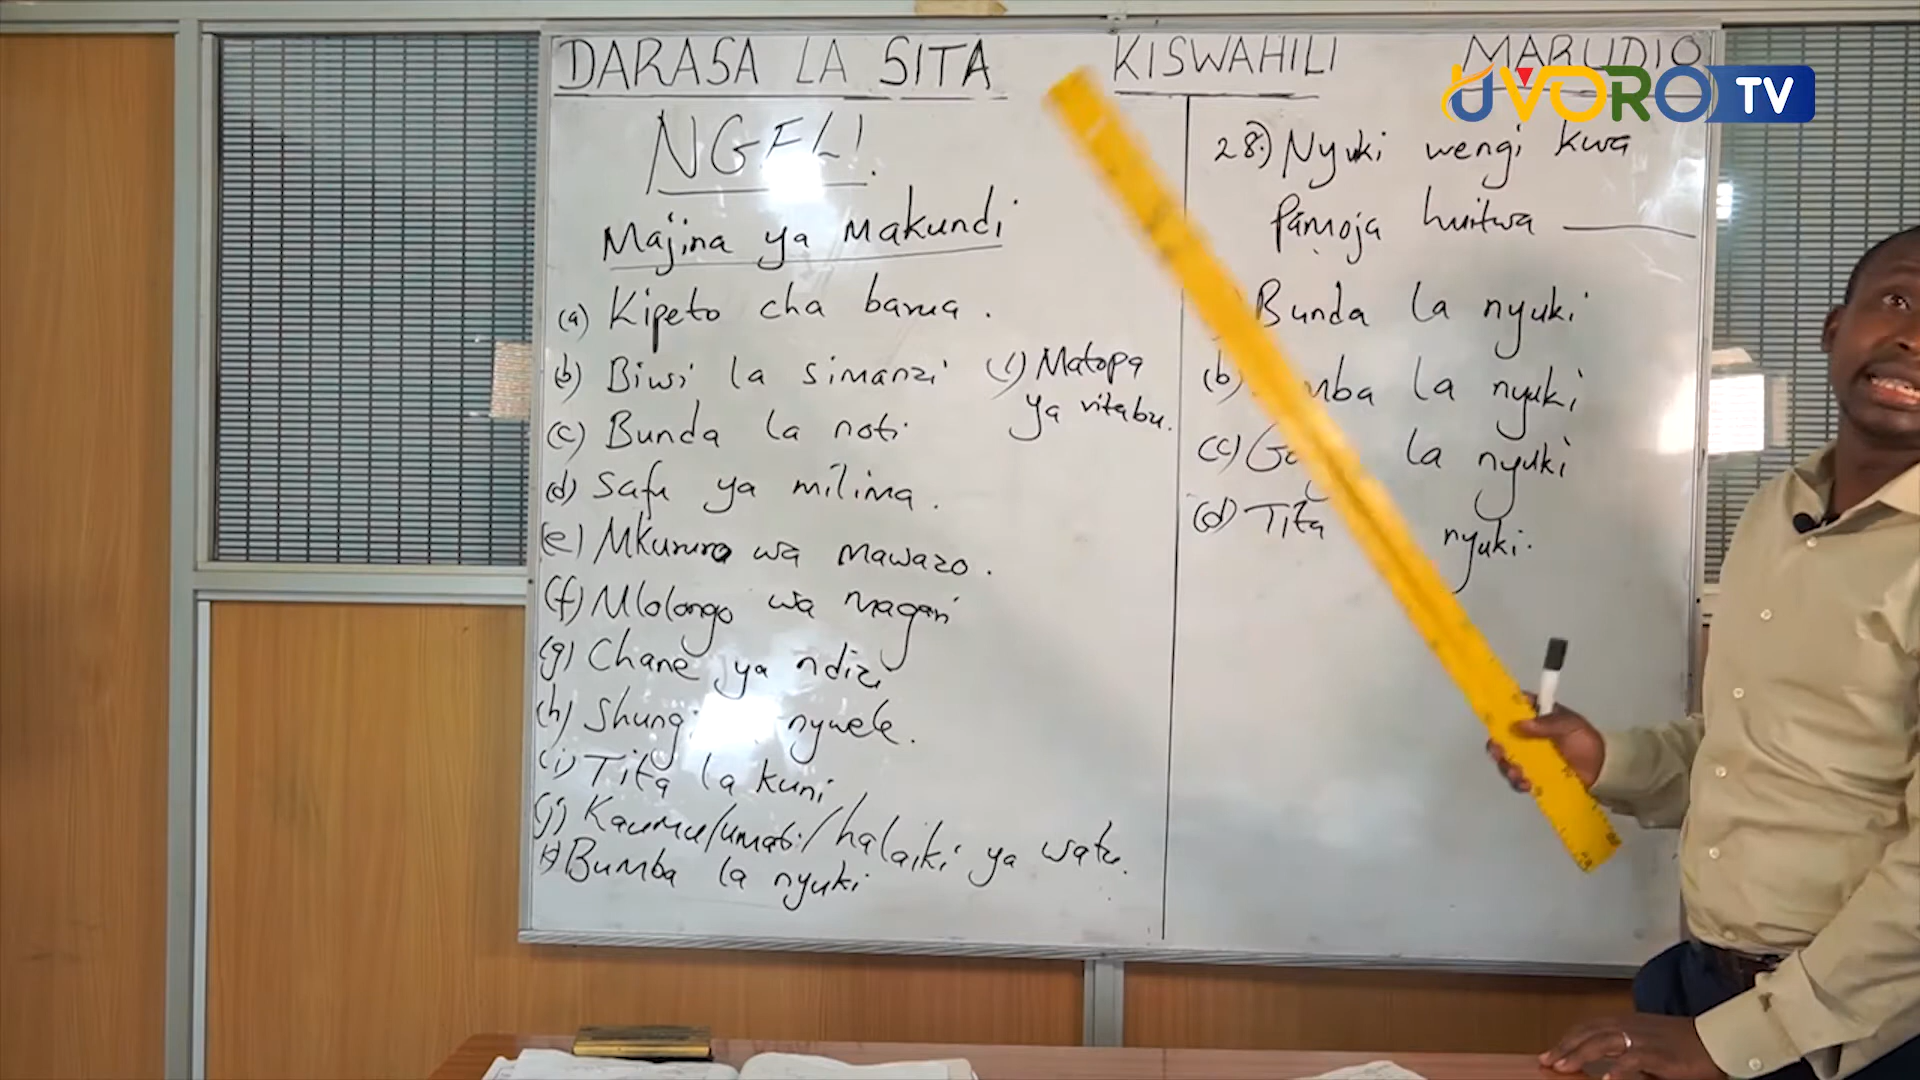 DARASA LA SITA KISWAHILI MARUDIO
UVORO TV
NGELI
Majina ya makundi
(a) Kipeto cha barua.
(b) Biwi la simanzi
(c) Bunda la noti
(d) Safu ya milima.
(e) Mkururo wa mawazo.
(f) Mlolongo wa magari
(g) Chane ya ndizi
(h) Shungi nywele.
(i) Tita la kuni
(j) Kaumu/umati/halaiki ya watu.
Bumba la nyuki
(l) Matopa
ya vitabu.
28.) Nyuki wengi kwa
pamoja huitwa ______
Bunda la nyuki
(b) la nyuki
(c) la nyuki
(d) Tita nyuki.